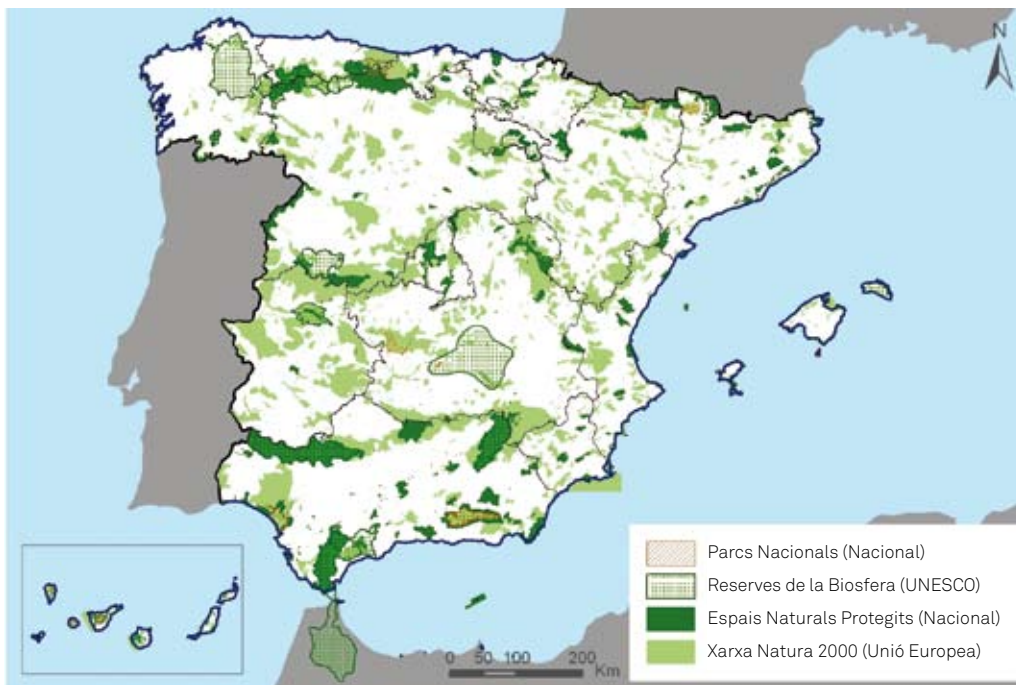 N
Parcs Nacionals (Nacional)
Reserves de la Biosfera (UNESCO)
Espais Naturals Protegits (Nacional)
Xarxa Natura 2000 (Unió Europea)
0 50 100 200
Km